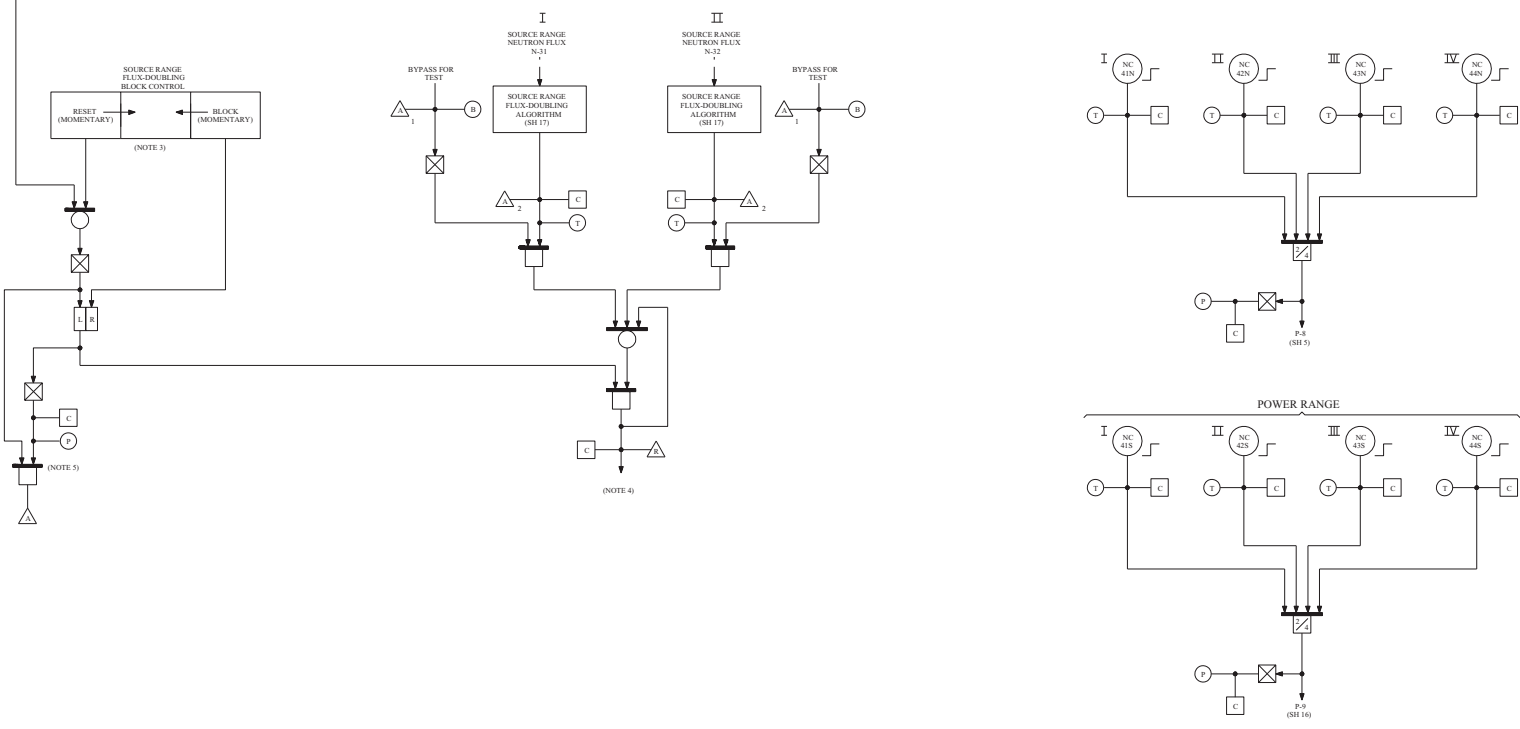 SOURCE RANGE
FLUX-DOUBLING
BLOCK CONTROL
RESET
(MOMENTARY)
BLOCK
(MOMENTARY)
(NOTE 3)
L R
C
P
(NOTE 5)
A
I
SOURCE RANGE
NEUTRON FLUX
N-31
II
SOURCE RANGE
NEUTRON FLUX
N-32
BYPASS FOR
TEST
A
1
B
SOURCE RANGE
FLUX-DOUBLING
ALGORITHM
(SH 17)
SOURCE RANGE
FLUX-DOUBLING
ALGORITHM
(SH 17)
BYPASS FOR
TEST
A
1
B
A
2
C
T
C
A
2
T
C
R
(NOTE 4)
I
NC
41N
II
NC
42N
III
NC
43N
IV
NC
44N
T
C
T
C
T
C
T
C
2/4
P
C
P-8
(SH 5)
POWER RANGE
I
NC
41S
II
NC
42S
III
NC
43S
IV
NC
44S
T
C
T
C
T
C
T
C
2/4
P
C
P-9
(SH 16)